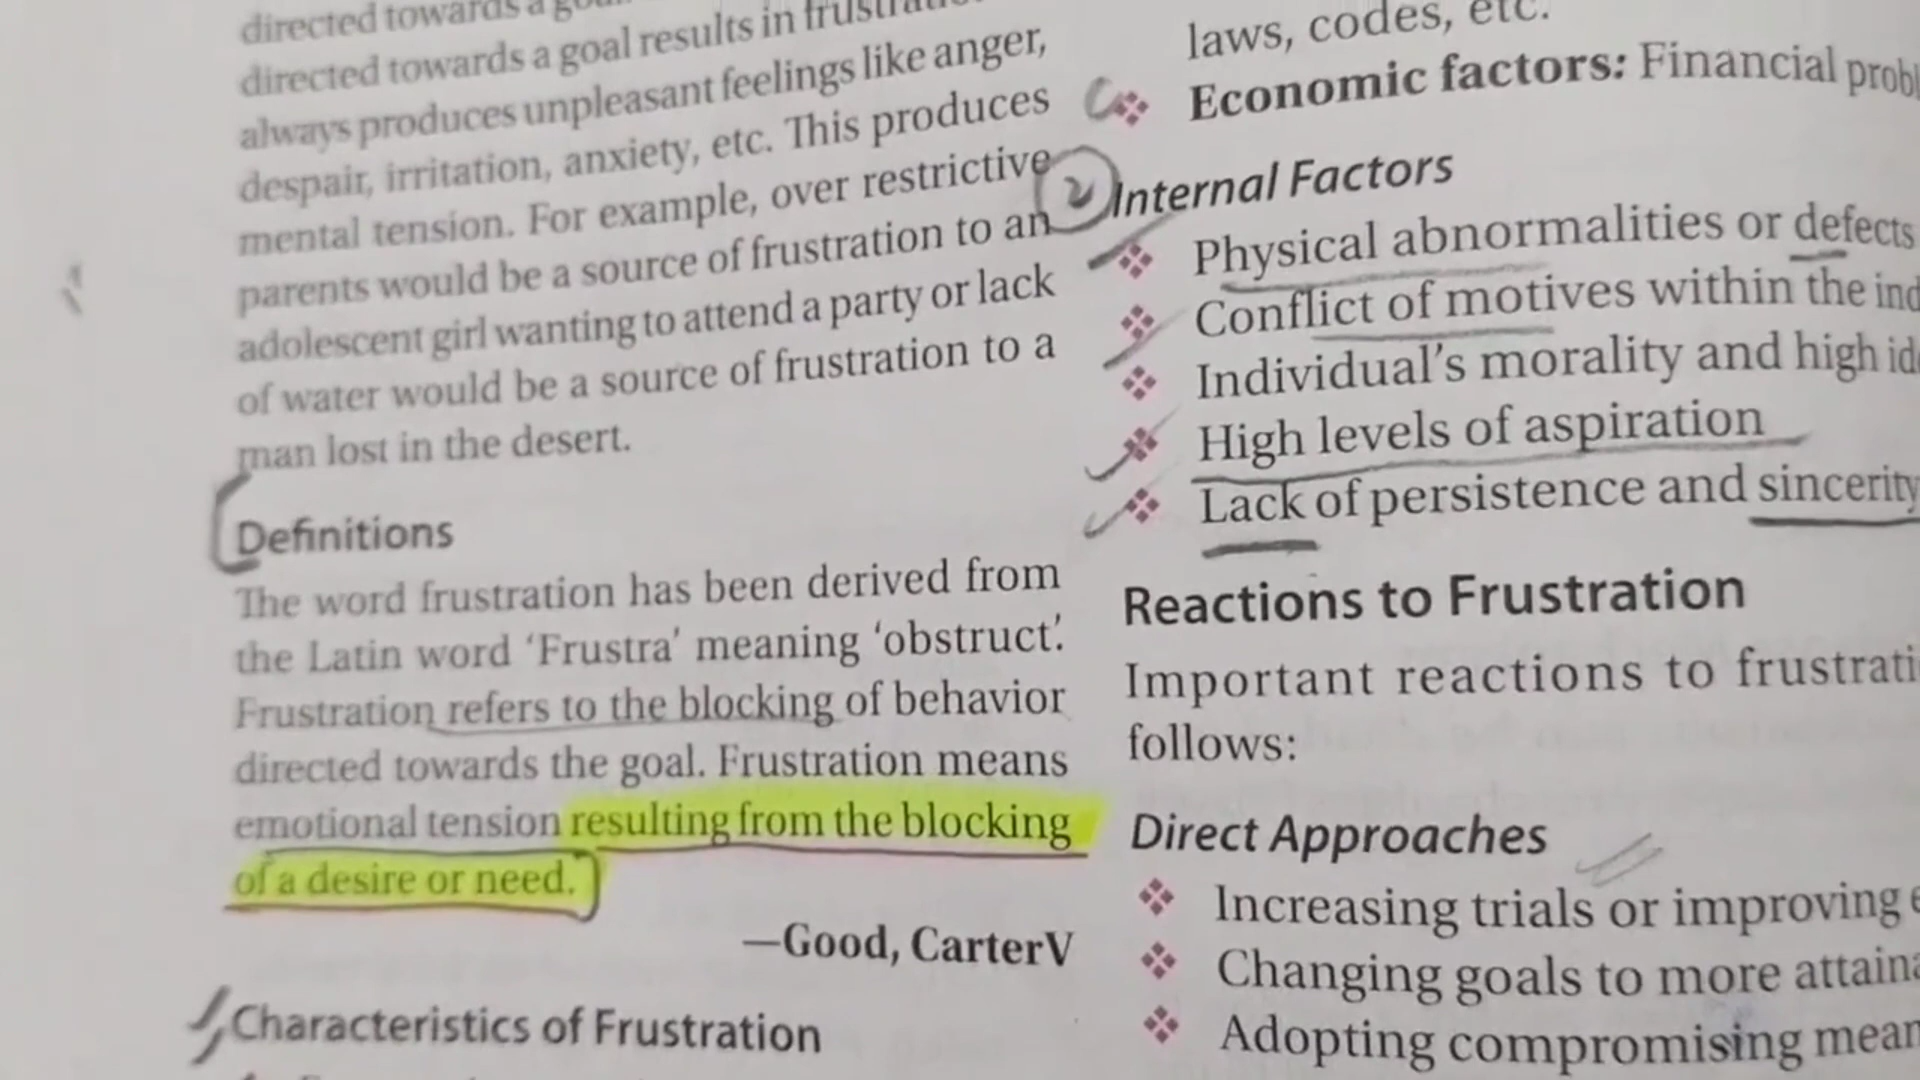 directed towards a
directed towards a goal results in
always produces unpleasant feelings like anger,
despair, irritation, anxiety, etc. This produces
mental tension. For example, over restrictive
parents would be a source of frustration to an
adolescent girl wanting to attend a party or lack
of water would be a source of frustration to a
man lost in the desert.
Definitions
The word frustration has been derived from
the Latin word ‘Frustra’ meaning ‘obstruct’.
Frustration refers to the blocking of behavior
directed towards the goal. Frustration means
emotional tension resulting from the blocking
of a desire or need.
—Good, CarterV
Characteristics of Frustration
laws, codes, etc.
Economic factors: Financial
2 Internal Factors
Physical abnormalities or defects
Conflict of motives within the
Individual’s morality and high
High levels of aspiration
Lack of persistence and sincerity
Reactions to Frustration
Important reactions to
follows:
Direct Approaches
Increasing trials or improving
Changing goals to more
Adopting compromising